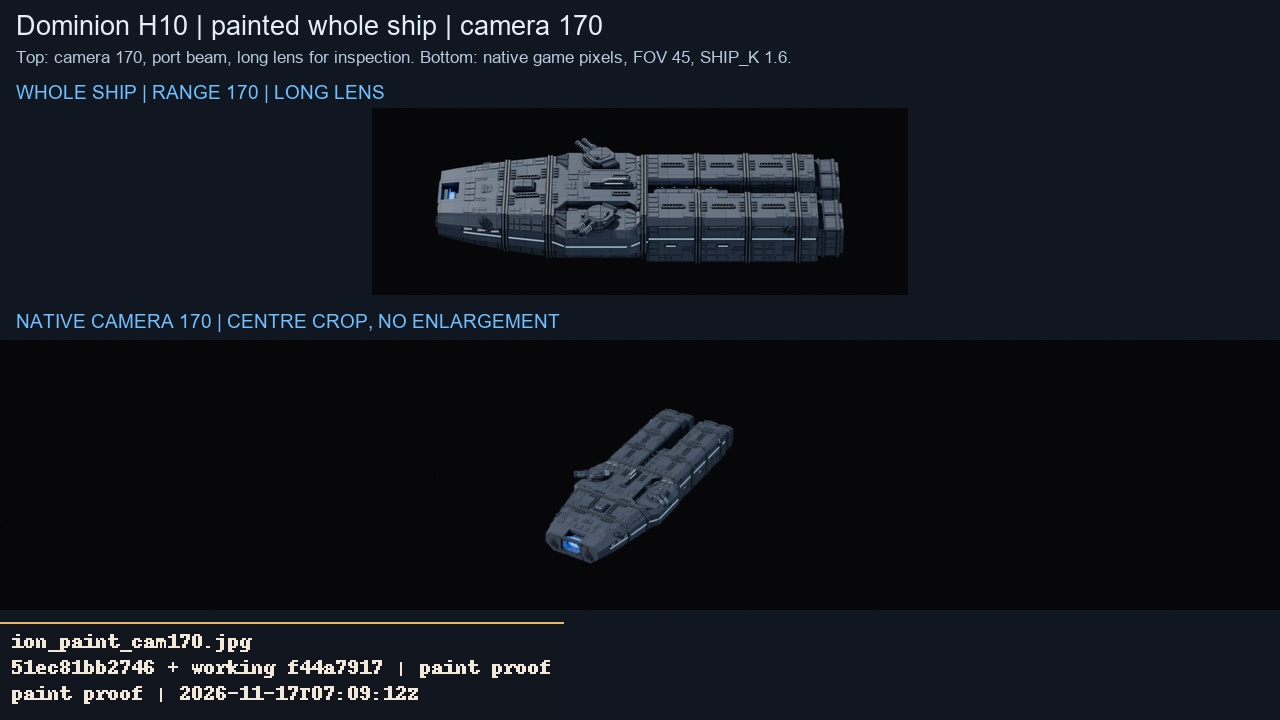 Dominion H10 | painted whole ship | camera 170
Top: camera 170, port beam, long lens for inspection. Bottom: native game pixels, FOV 45, SHIP_K 1.6.
WHOLE SHIP | RANGE 170 | LONG LENS
NATIVE CAMERA 170 | CENTRE CROP, NO ENLARGEMENT
ion_paint_cam170.jpg
51ec81bb2746 + working f44a7917 | paint proof
paint proof | 2026-11-17T07:09:12Z